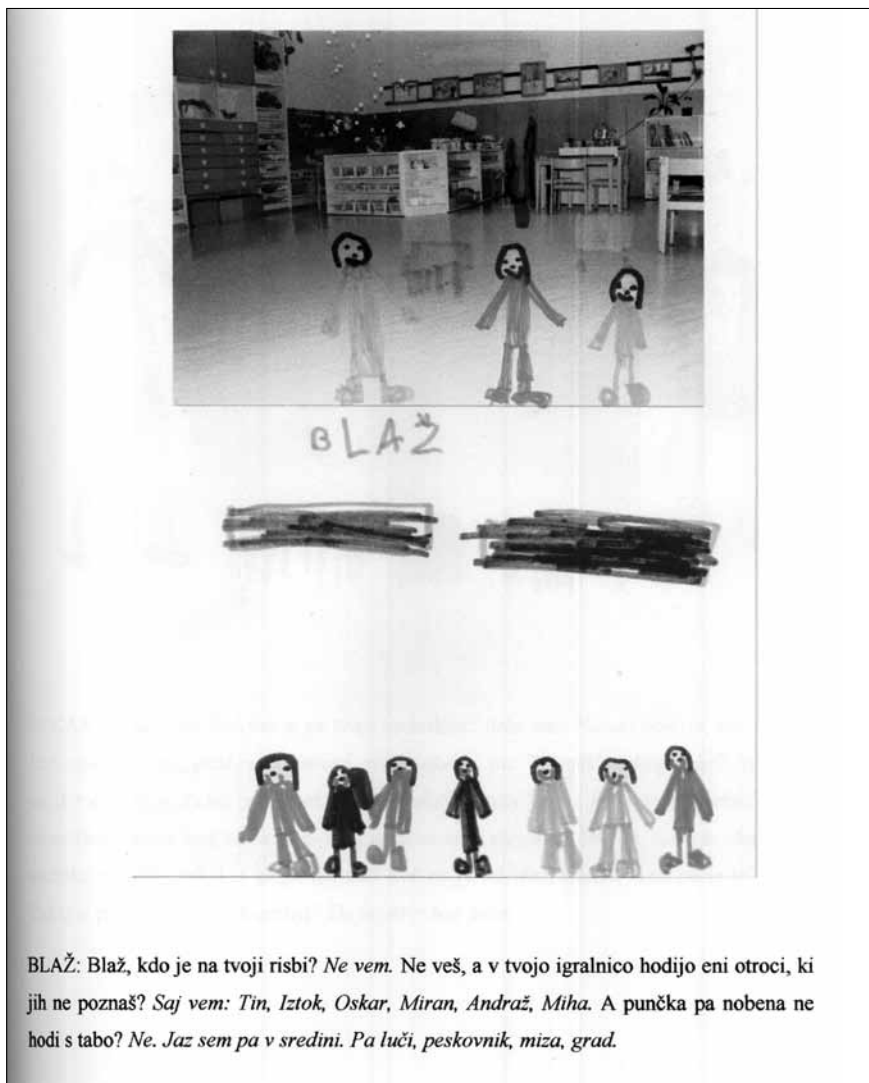 BLAŽ
BLAŽ: Blaž, kdo je na tvoji risbi? Ne vem. Ne veš, a v tvojo igralnico hodijo eni otroci, ki
jih ne poznaš? Saj vem: Tin, Iztok, Oskar, Miran, Andraž, Miha. A punčka pa nobena ne
hodi s tabo? Ne. Jaz sem pa v sredini. Pa luči, peskovnik, miza, grad.